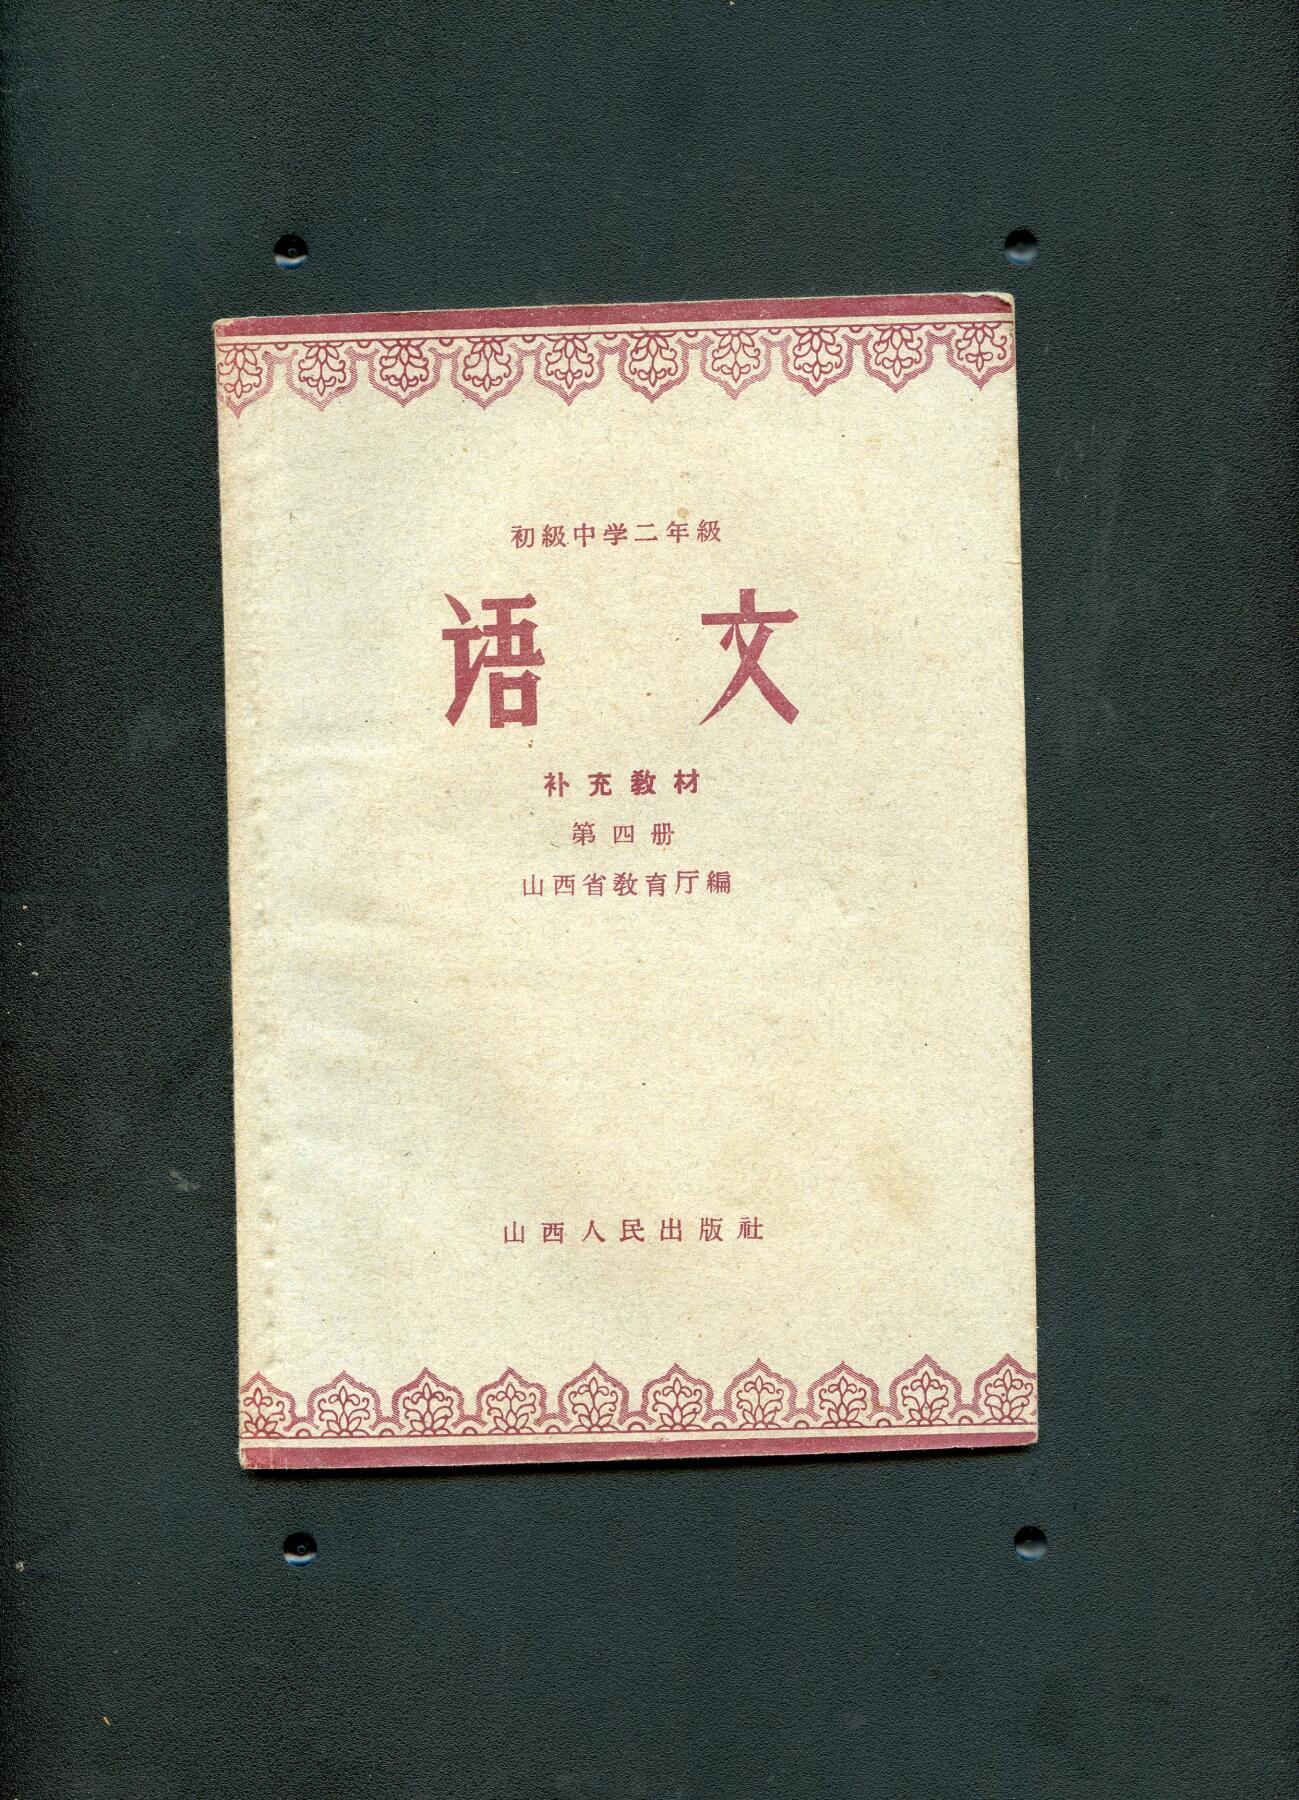 初級中学二年級
语文
补充教材
第四册
山西省教育厅編
山西人民出版社